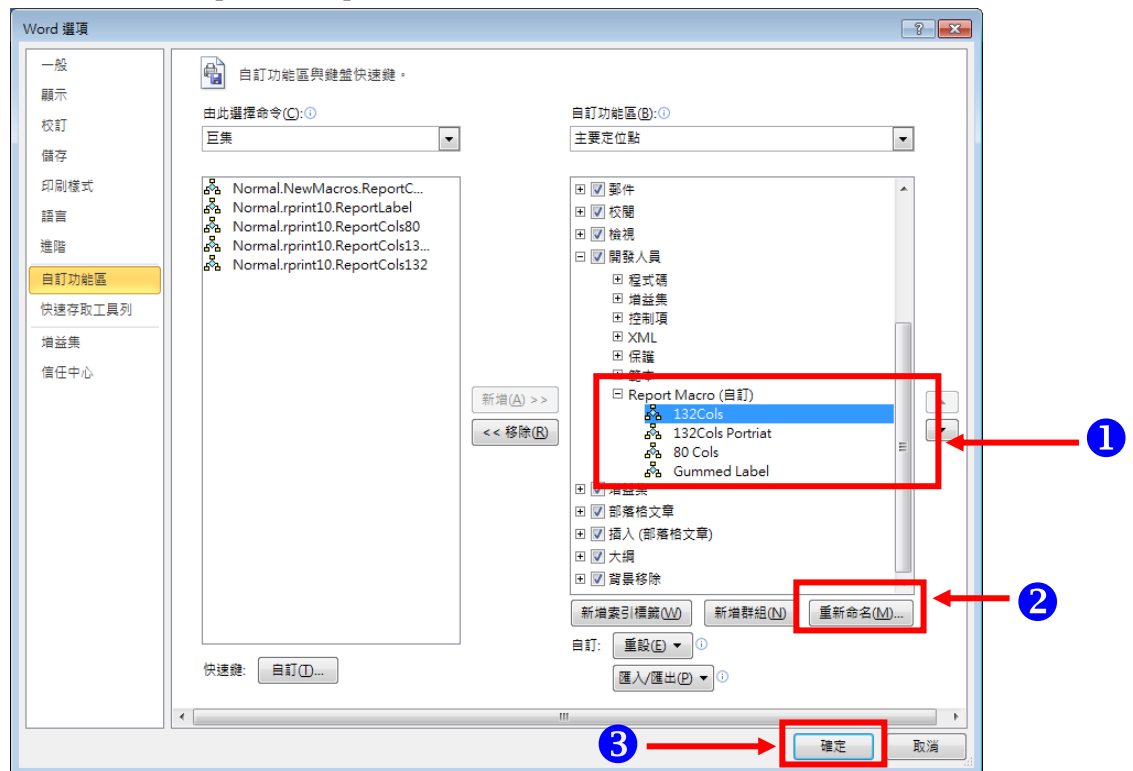 Word 選項
一般
顯示
校訂
儲存
印刷樣式
語言
進階
自訂功能區
快速存取工具列
增益集
信任中心
自訂功能區與鍵盤快速鍵。
由此選擇命令(C):
巨集
Normal.NewMacros.ReportC...
Normal.rprint10.ReportLabel
Normal.rprint10.ReportCols80
Normal.rprint10.ReportCols13...
Normal.rprint10.ReportCols132
快速鍵: 自訂(T)...
新增(A) >>
<< 移除(R)
自訂功能區(B):
主要定位點
郵件
校閱
檢視
開發人員
程式碼
增益集
控制項
XML
保護
範本
Report Macro (自訂)
132Cols
132Cols Portriat
80 Cols
Gummed Label
增益集
部落格文章
插入 (部落格文章)
大綱
背景移除
新增索引標籤(W) 新增群組(N) 重新命名(M)...
自訂: 重設(E)
匯入/匯出(P)
1
2
3
確定 取消